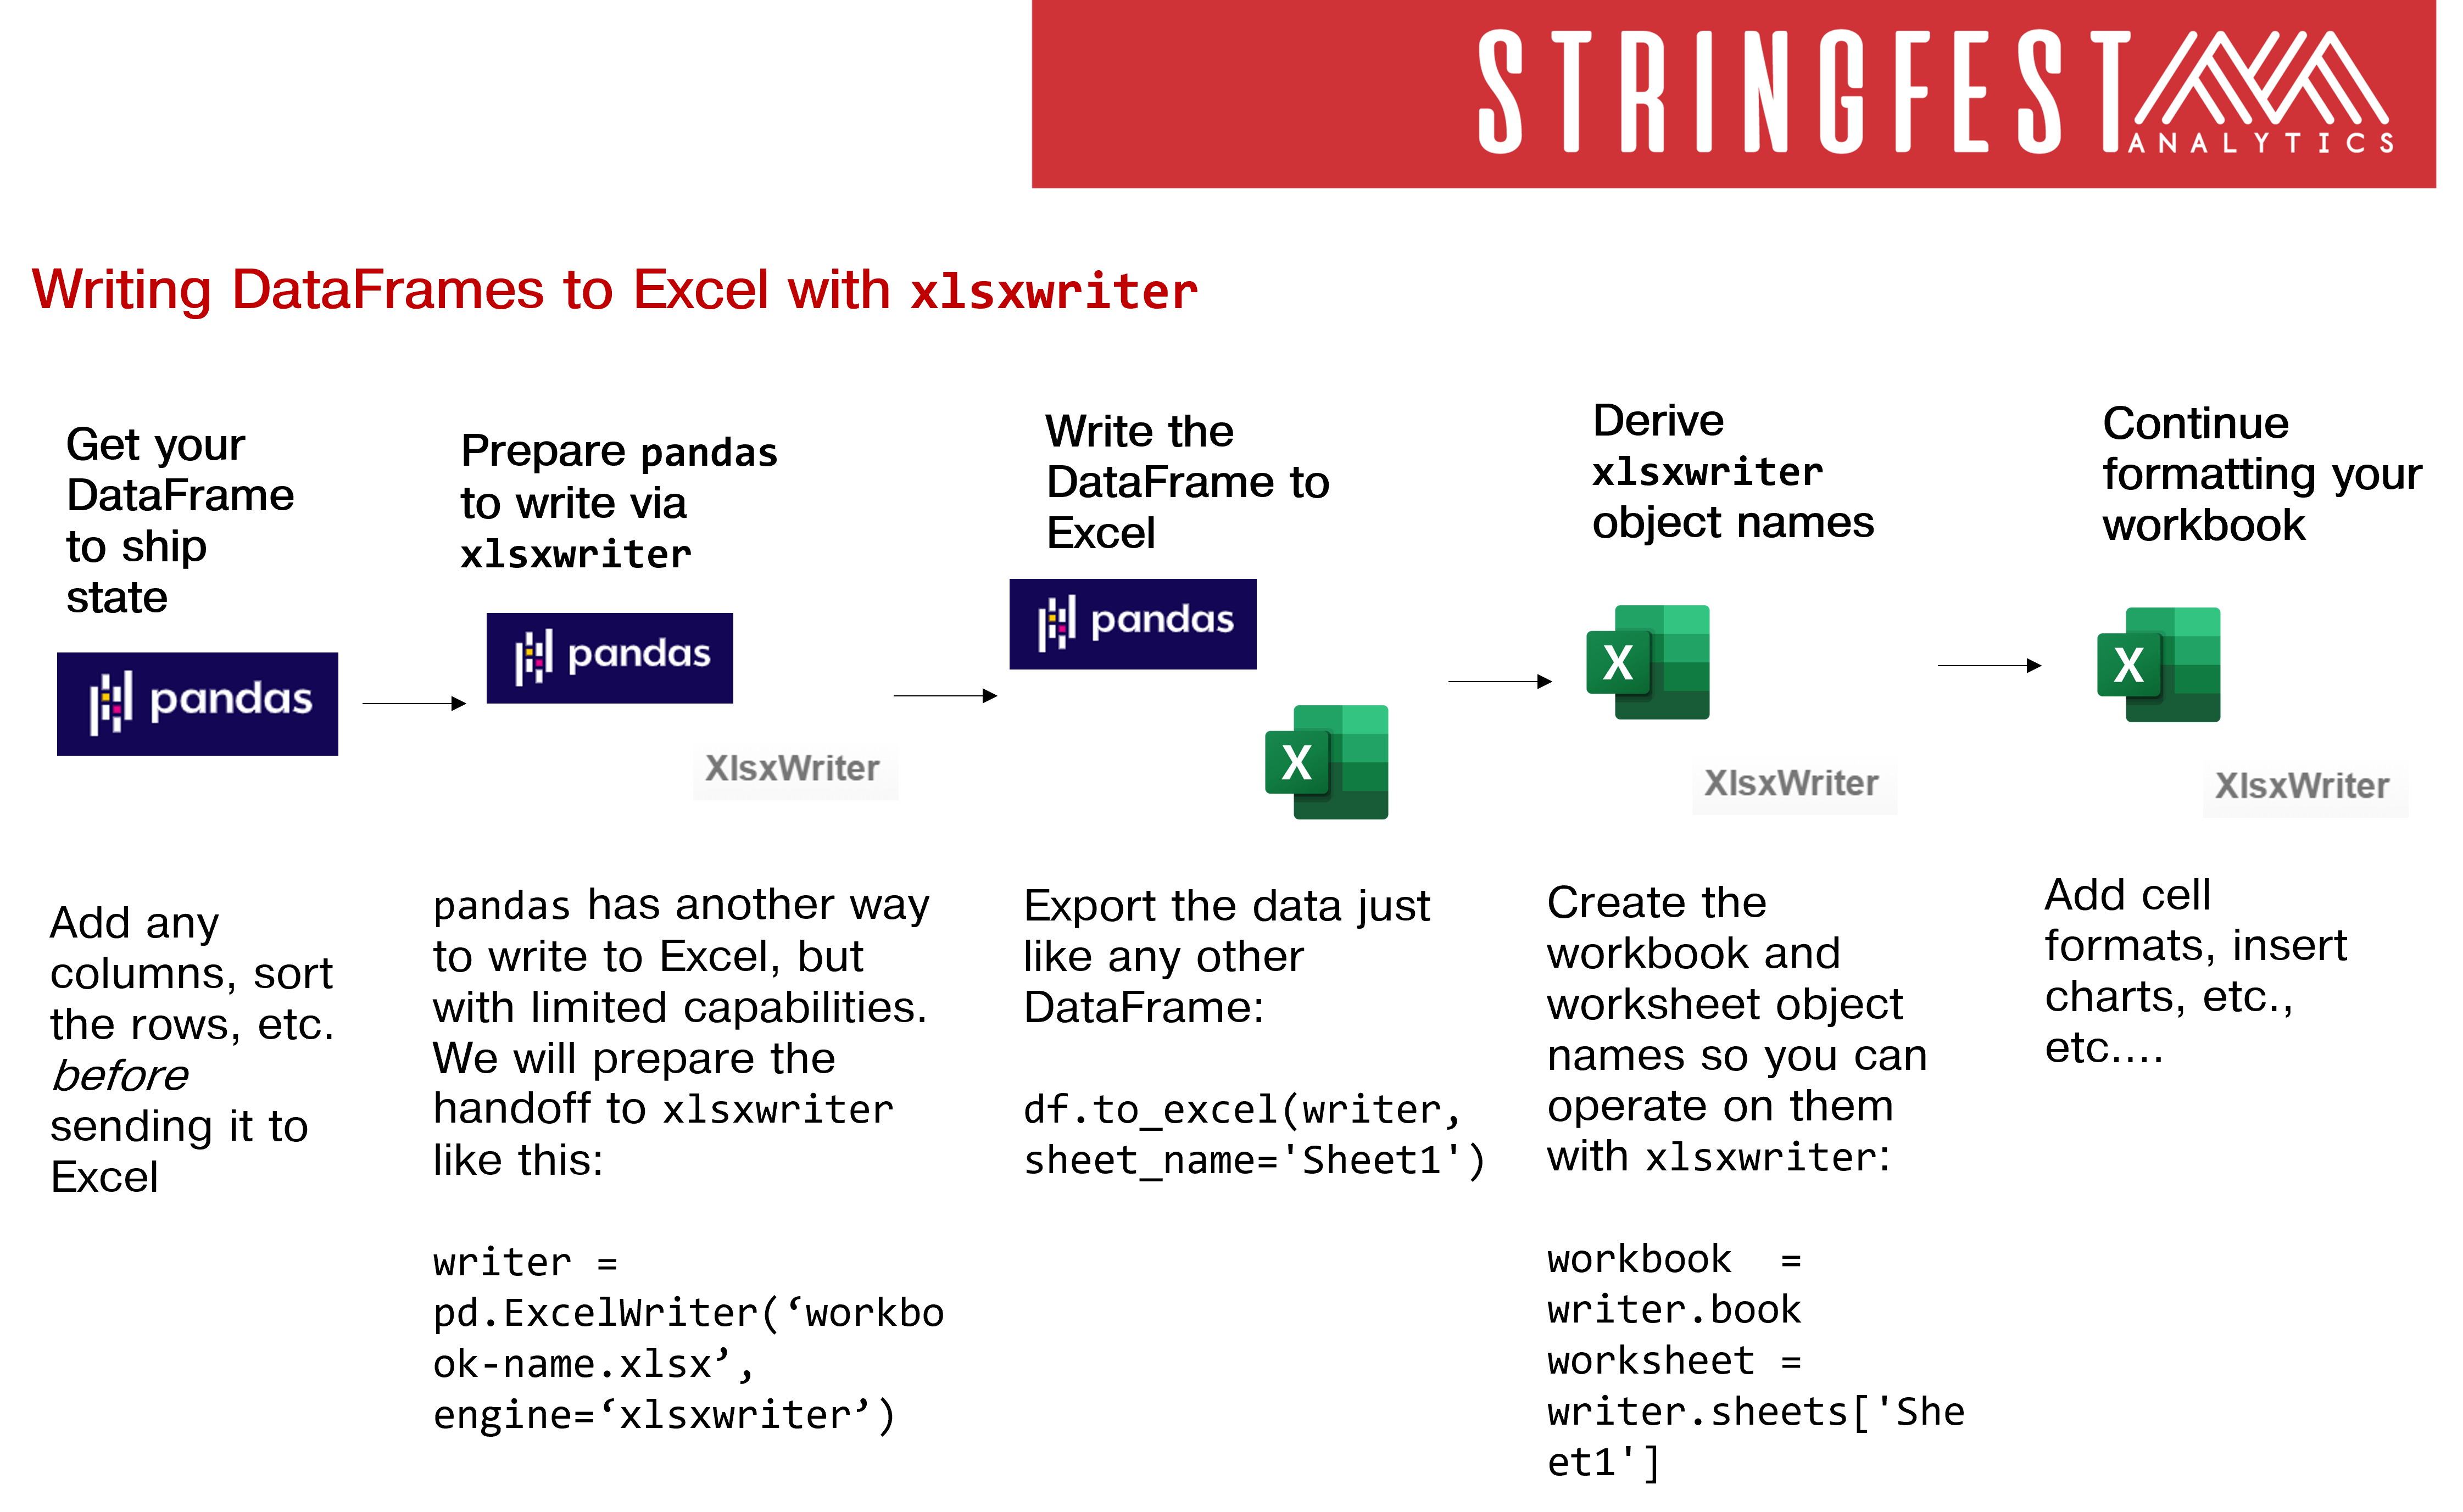 STRINGFEST
ANALYTICS
Writing DataFrames to Excel with xlsxwriter
Get your
DataFrame
to ship
state
pandas
Add any
columns, sort
the rows, etc.
before
sending it to
Excel
Prepare pandas
to write via
xlsxwriter
pandas
XlsxWriter
pandas has another way
to write to Excel, but
with limited capabilities.
We will prepare the
handoff to xlsxwriter
like this:
writer =
pd.ExcelWriter(‘workbo
ok-name.xlsx’,
engine=‘xlsxwriter’)
Write the
DataFrame to
Excel
pandas
X
Export the data just
like any other
DataFrame:
df.to_excel(writer,
sheet_name='Sheet1')
Derive
xlsxwriter
object names
X
XlsxWriter
Create the
workbook and
worksheet object
names so you can
operate on them
with xlsxwriter:
workbook  =
writer.book
worksheet =
writer.sheets['She
et1']
Continue
formatting your
workbook
X
XlsxWriter
Add cell
formats, insert
charts, etc.,
etc....